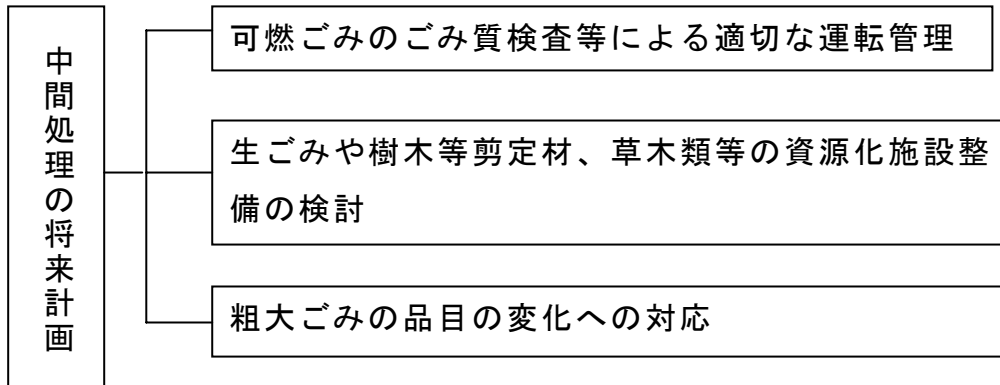 中間処理の将来計画
可燃ごみのごみ質検査等による適切な運転管理
生ごみや樹木等剪定材、草木類等の資源化施設整
備の検討
粗大ごみの品目の変化への対応